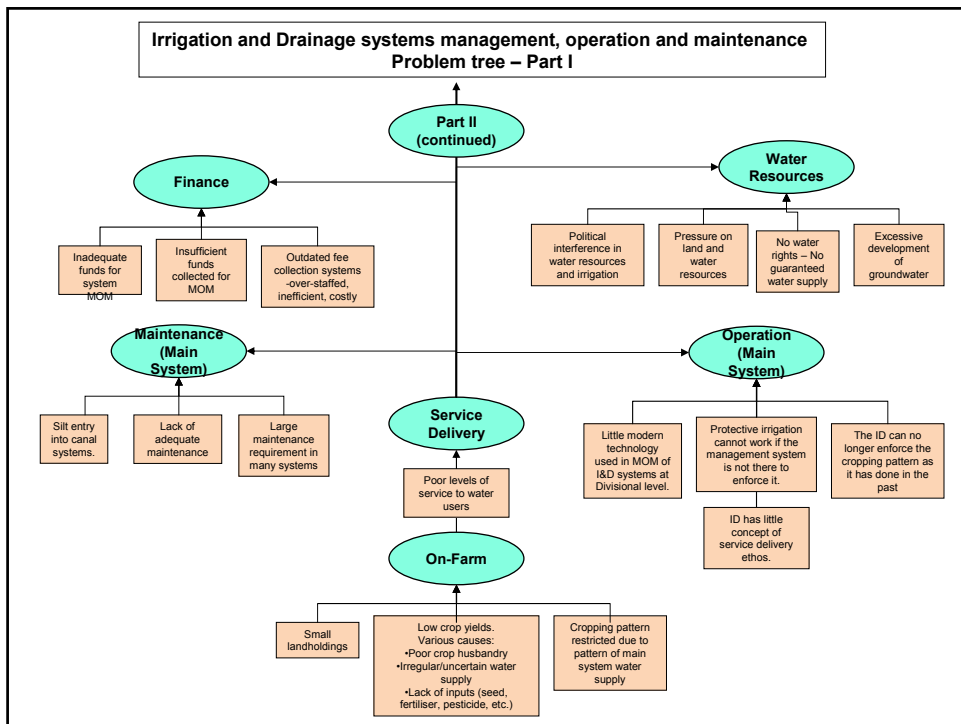 Irrigation and Drainage systems management, operation and maintenance
Problem tree – Part I
Part II
(continued)
Finance
Water
Resources
Inadequate
funds for
system
MOM
Insufficient
funds
collected for
MOM
Outdated fee
collection systems
-over-staffed,
inefficient, costly
Political
interference in
water resources
and irrigation
Pressure on
land and
water
resources
No water
rights – No
guaranteed
water supply
Excessive
development
of
groundwater
Maintenance
(Main
System)
Operation
(Main
System)
Silt entry
into canal
systems.
Lack of
adequate
maintenance
Large
maintenance
requirement in
many systems
Service
Delivery
Little modern
technology
used in MOM of
I&D systems at
Divisional level.
Protective irrigation
cannot work if the
management system
is not there to
enforce it.
The ID can no
longer enforce the
cropping pattern as
it has done in the
past
Poor levels of
service to water
users
ID has little
concept of
service delivery
ethos.
On-Farm
Small
landholdings
Low crop yields.
Various causes:
•Poor crop husbandry
•Irregular/uncertain water
supply
•Lack of inputs (seed,
fertiliser, pesticide, etc.)
Cropping pattern
restricted due to
pattern of main
system water
supply